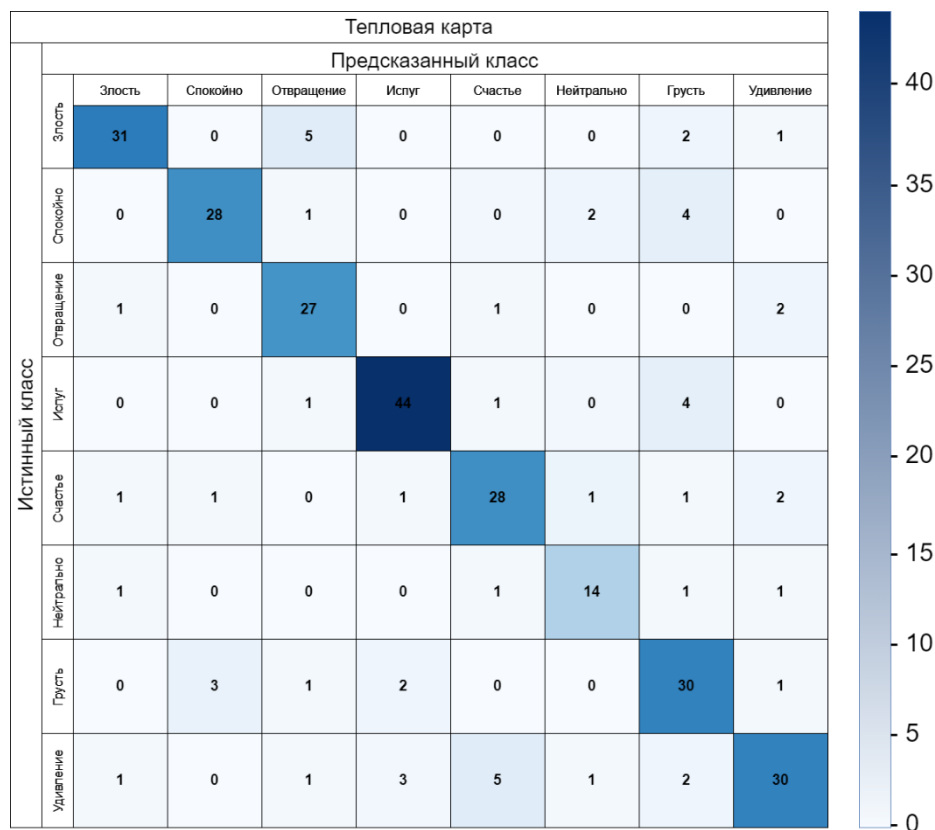 Тепловая карта
Предсказанный класс
Истинный класс
Злость Спокойно Отвращение Испуг Счастье Нейтрально Грусть Удивление
Злость 31 0 5 0 0 0 2 1
Спокойно 0 28 1 0 0 2 4 0
Отвращение 1 0 27 0 1 0 0 2
Испуг 0 0 1 44 1 0 4 0
Счастье 1 1 0 1 28 1 1 2
Нейтрально 1 0 0 0 1 14 1 1
Грусть 0 3 1 2 0 0 30 1
Удивление 1 0 1 3 5 1 2 30
40
35
30
25
20
15
10
5
0